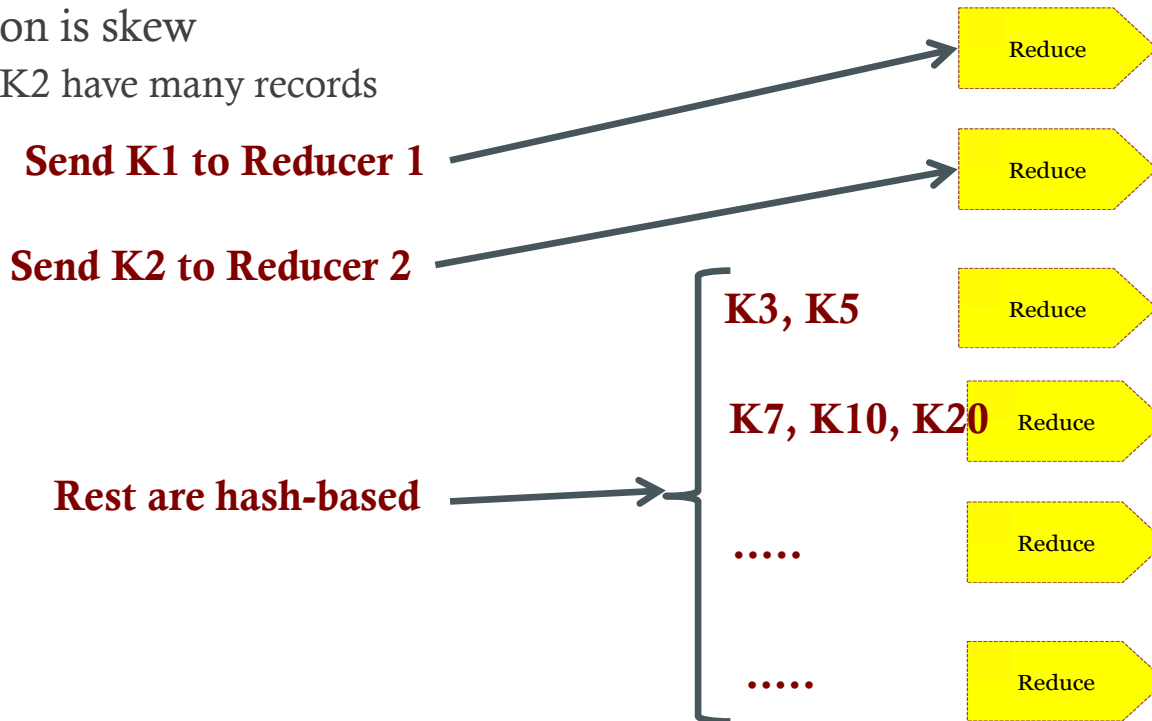 on is skew
Reduce
K2 have many records
Send K1 to Reducer 1
Reduce
Send K2 to Reducer 2
K3, K5
Reduce
K7, K10, K20
Reduce
Rest are hash-based
.....
Reduce
.....
Reduce